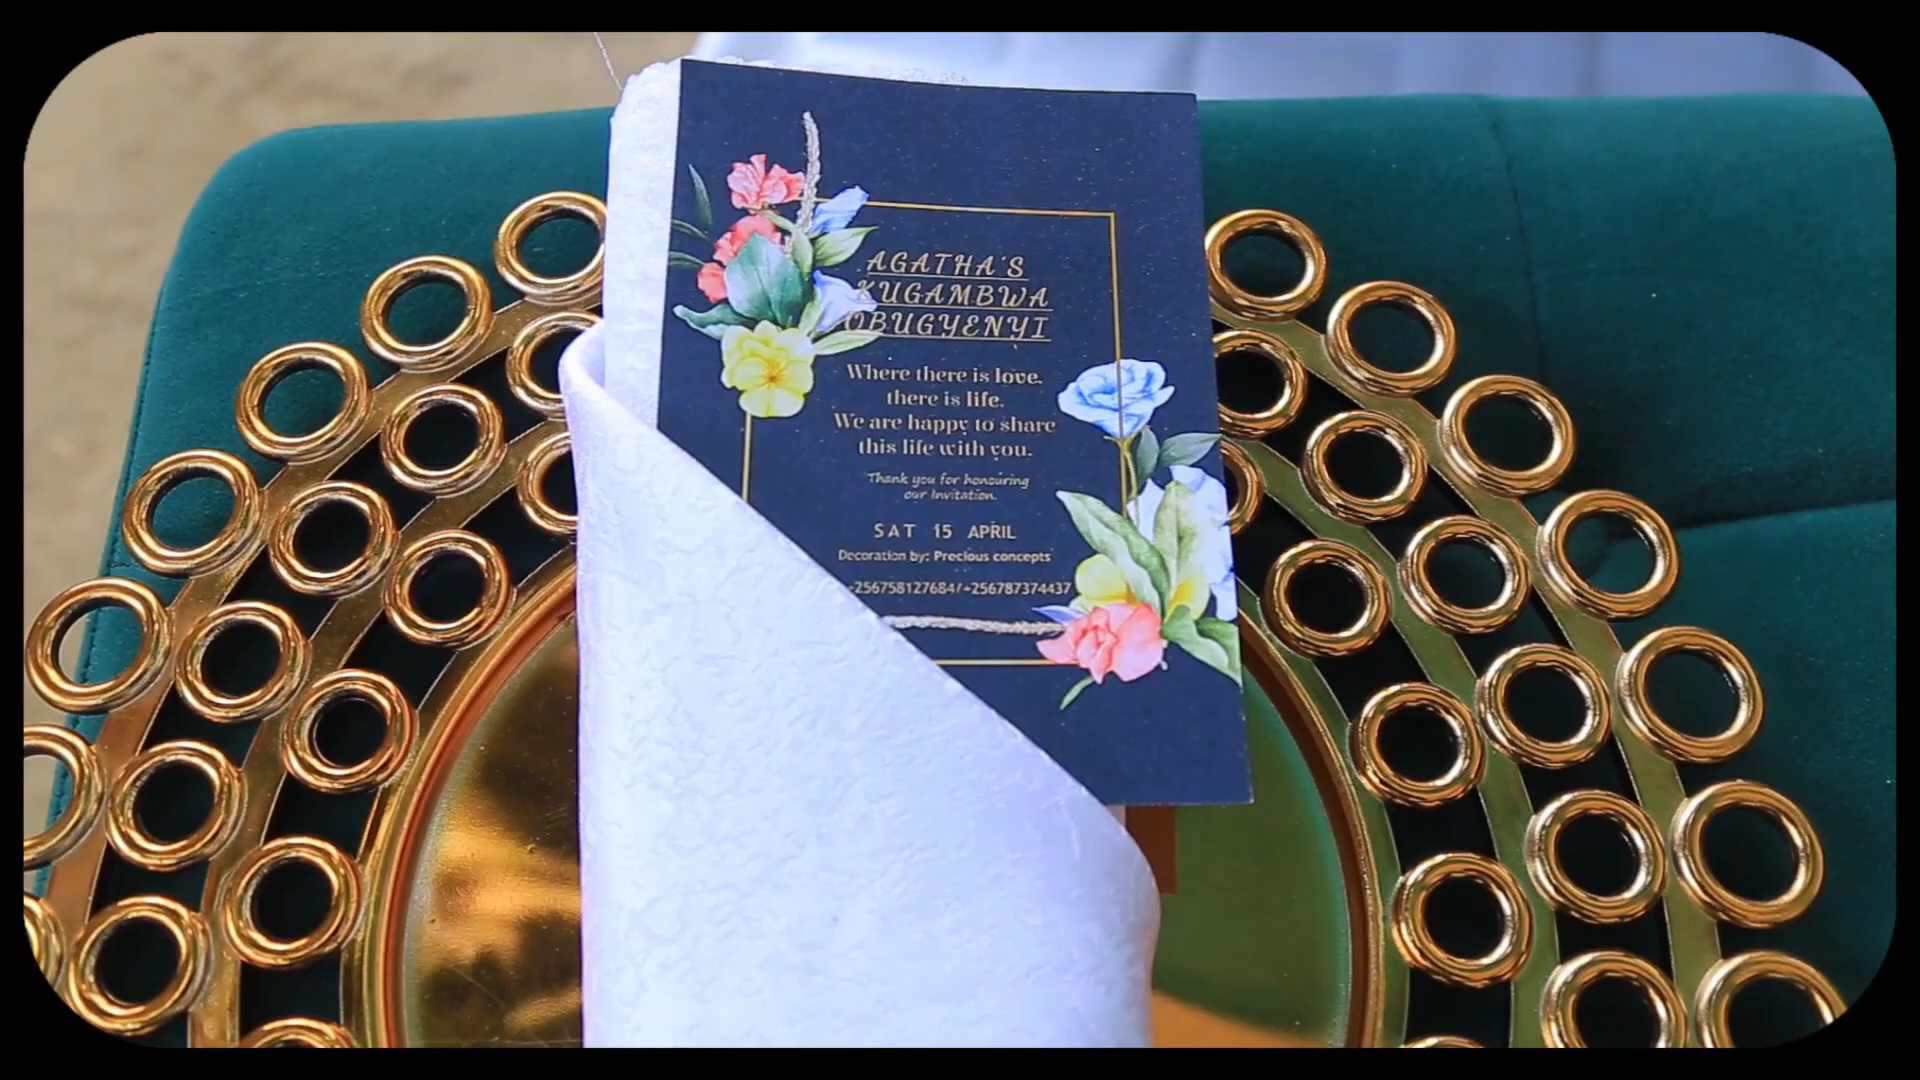 AGATHA'S
KUGAMBWA
OBUGYENYI
Where there is love.
there is life.
We are happy to share
this life with you.
Thank you for honouring
our Invitation.
SAT 15 APRIL
Decoration by: Precious concepts
+256758127684/+256787374437